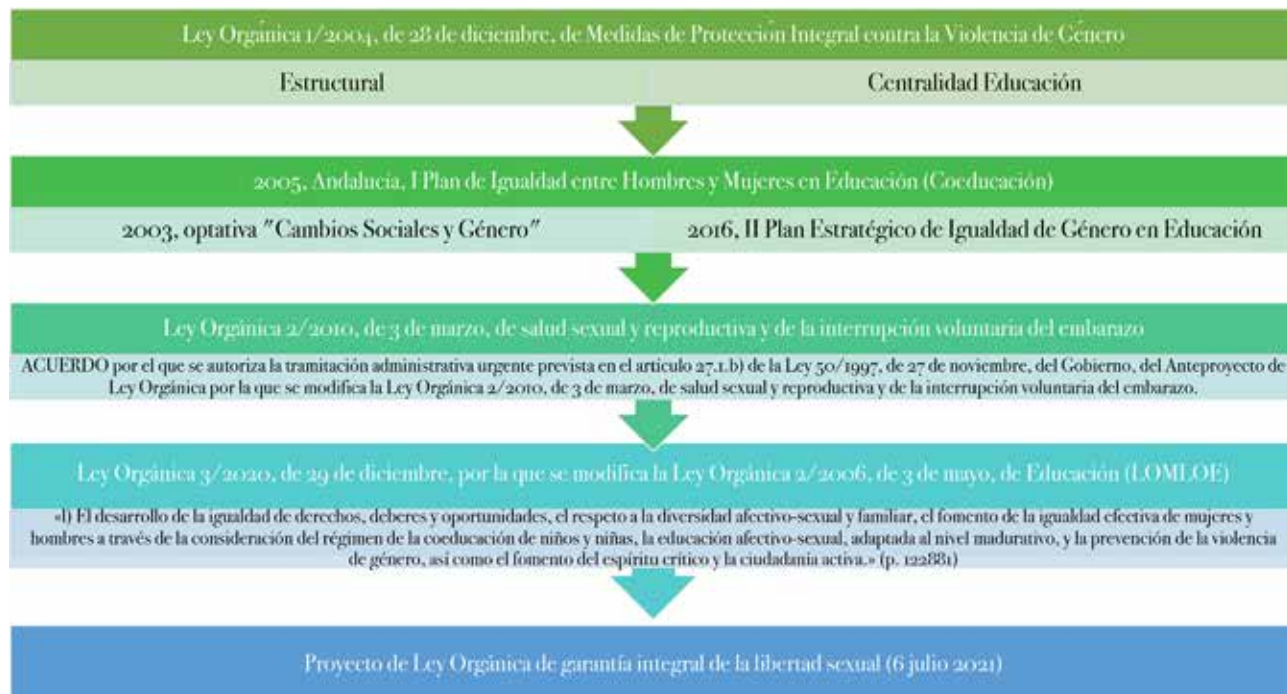 Ley Orgánica 1/2004, de 28 de diciembre, de Medidas de Protección Integral contra la Violencia de Género
Estructural
Centralidad Educación
2005, Andalucía, I Plan de Igualdad entre Hombres y Mujeres en Educación (Coeducación)
2003, optativa "Cambios Sociales y Género"
2016, II Plan Estratégico de Igualdad de Género en Educación
Ley Orgánica 2/2010, de 3 de marzo, de salud sexual y reproductiva y de la interrupción voluntaria del embarazo
ACUERDO por el que se autoriza la tramitación administrativa urgente prevista en el artículo 27.1.b) de la Ley 50/1997, de 27 de noviembre, del Gobierno, del Anteproyecto de
Ley Orgánica por la que se modifica la Ley Orgánica 2/2010, de 3 de marzo, de salud sexual y reproductiva y de la interrupción voluntaria del embarazo.
Ley Orgánica 3/2020, de 29 de diciembre, por la que se modifica la Ley Orgánica 2/2006, de 3 de mayo, de Educación (LOMLOE)
«l) El desarrollo de la igualdad de derechos, deberes y oportunidades, el respeto a la diversidad afectivo-sexual y familiar, el fomento de la igualdad efectiva de mujeres y
hombres a través de la consideración del régimen de la coeducación de niños y niñas, la educación afectivo-sexual, adaptada al nivel madurativo, y la prevención de la violencia
de género, así como el fomento del espíritu crítico y la ciudadanía activa.» (p. 122881)
Proyecto de Ley Orgánica de garantía integral de la libertad sexual (6 julio 2021)